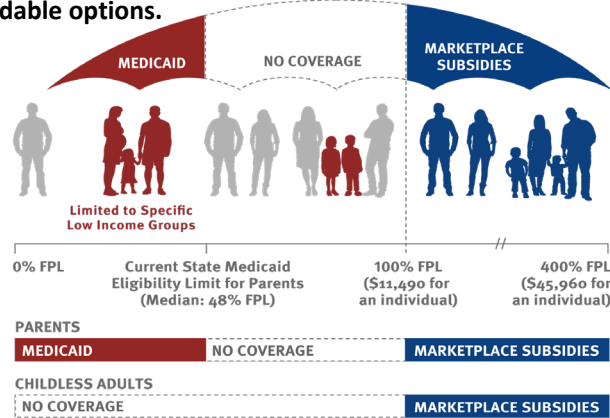 dable options.
MEDICAID
NO COVERAGE
MARKETPLACE
SUBSIDIES
Limited to Specific
Low Income Groups
0% FPL
Current State Medicaid
Eligibility Limit for Parents
(Median: 48% FPL)
100% FPL
($11,490 for
an individual)
400% FPL
($45,960 for
an individual)
PARENTS
MEDICAID
NO COVERAGE
MARKETPLACE SUBSIDIES
CHILDLESS ADULTS
NO COVERAGE
MARKETPLACE SUBSIDIES